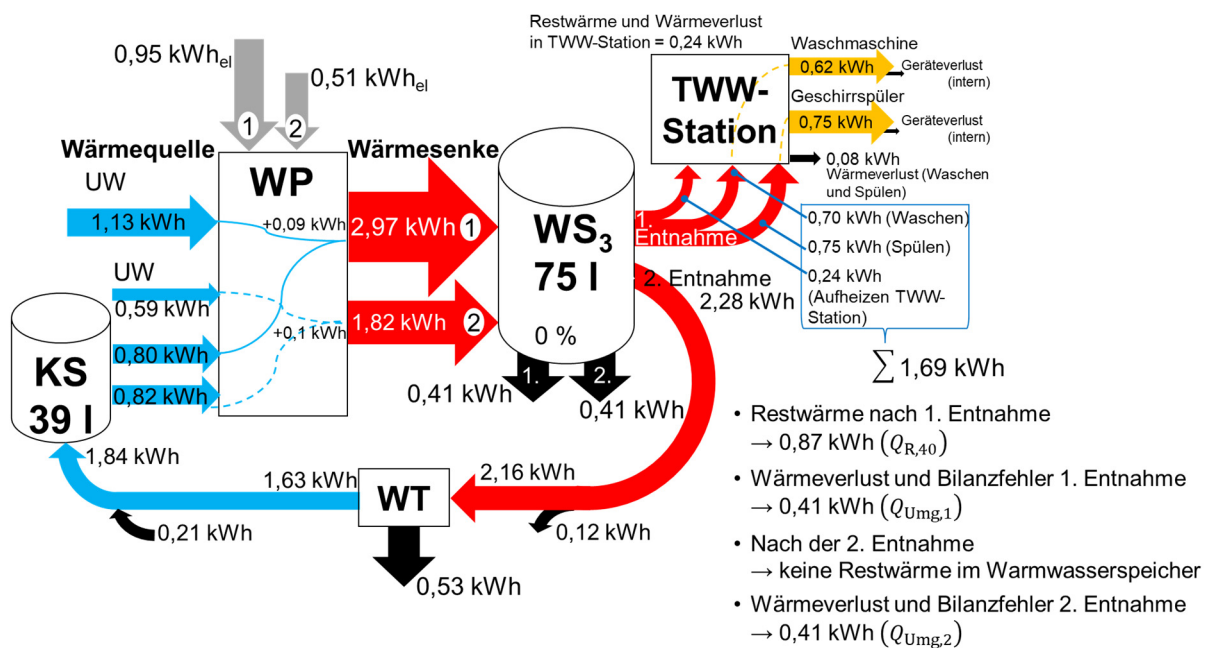 Restwärme und Wärmeverlust
in TWW-Station = 0,24 kWh
0,95 kWhel
0,51 kWhel
1
2
Waschmaschine
0,62 kWh
Geräteverlust
(intern)
Geschirrspüler
0,75 kWh
Geräteverlust
(intern)
TWW-
Station
0,08 kWh
Wärmeverlust (Waschen
und Spülen)
Wärmequelle
WP
Wärmesenke
UW
1,13 kWh
+0,09 kWh
2,97 kWh 1
WS3
75 l
0 %
1.
Entnahme
0,70 kWh (Waschen)
0,75 kWh (Spülen)
0,24 kWh
(Aufheizen TWW-
Station)
∑ 1,69 kWh
2. Entnahme
2,28 kWh
UW
0,59 kWh
+0,1 kWh
1,82 kWh 2
KS
39 l
0,80 kWh
0,82 kWh
1.
2.
0,41 kWh
0,41 kWh
1,84 kWh
1,63 kWh
WT
2,16 kWh
0,21 kWh
0,12 kWh
0,53 kWh
• Restwärme nach 1. Entnahme
→ 0,87 kWh (QR,40)
• Wärmeverlust und Bilanzfehler 1. Entnahme
→ 0,41 kWh (QUmg,1)
• Nach der 2. Entnahme
→ keine Restwärme im Warmwasserspeicher
• Wärmeverlust und Bilanzfehler 2. Entnahme
→ 0,41 kWh (QUmg,2)